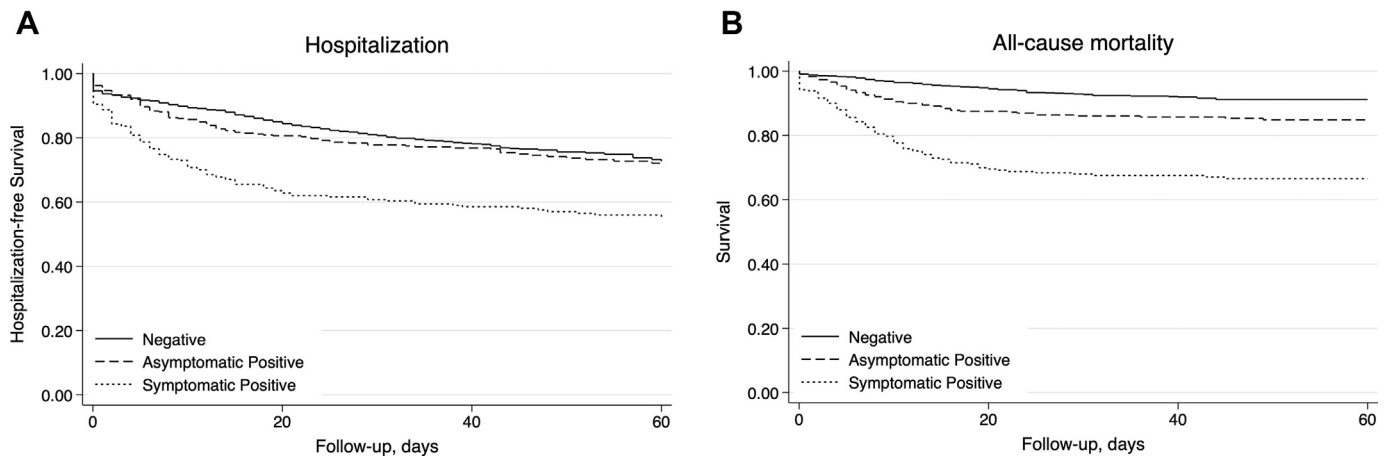 A
Hospitalization
Hospitalization-free Survival
1.00
0.80
0.60
0.40
0.20
0.00
Negative
Asymptomatic Positive
Symptomatic Positive
0 20 40 60
Follow-up, days
B
All-cause mortality
Survival
1.00
0.80
0.60
0.40
0.20
0.00
Negative
Asymptomatic Positive
Symptomatic Positive
0 20 40 60
Follow-up, days